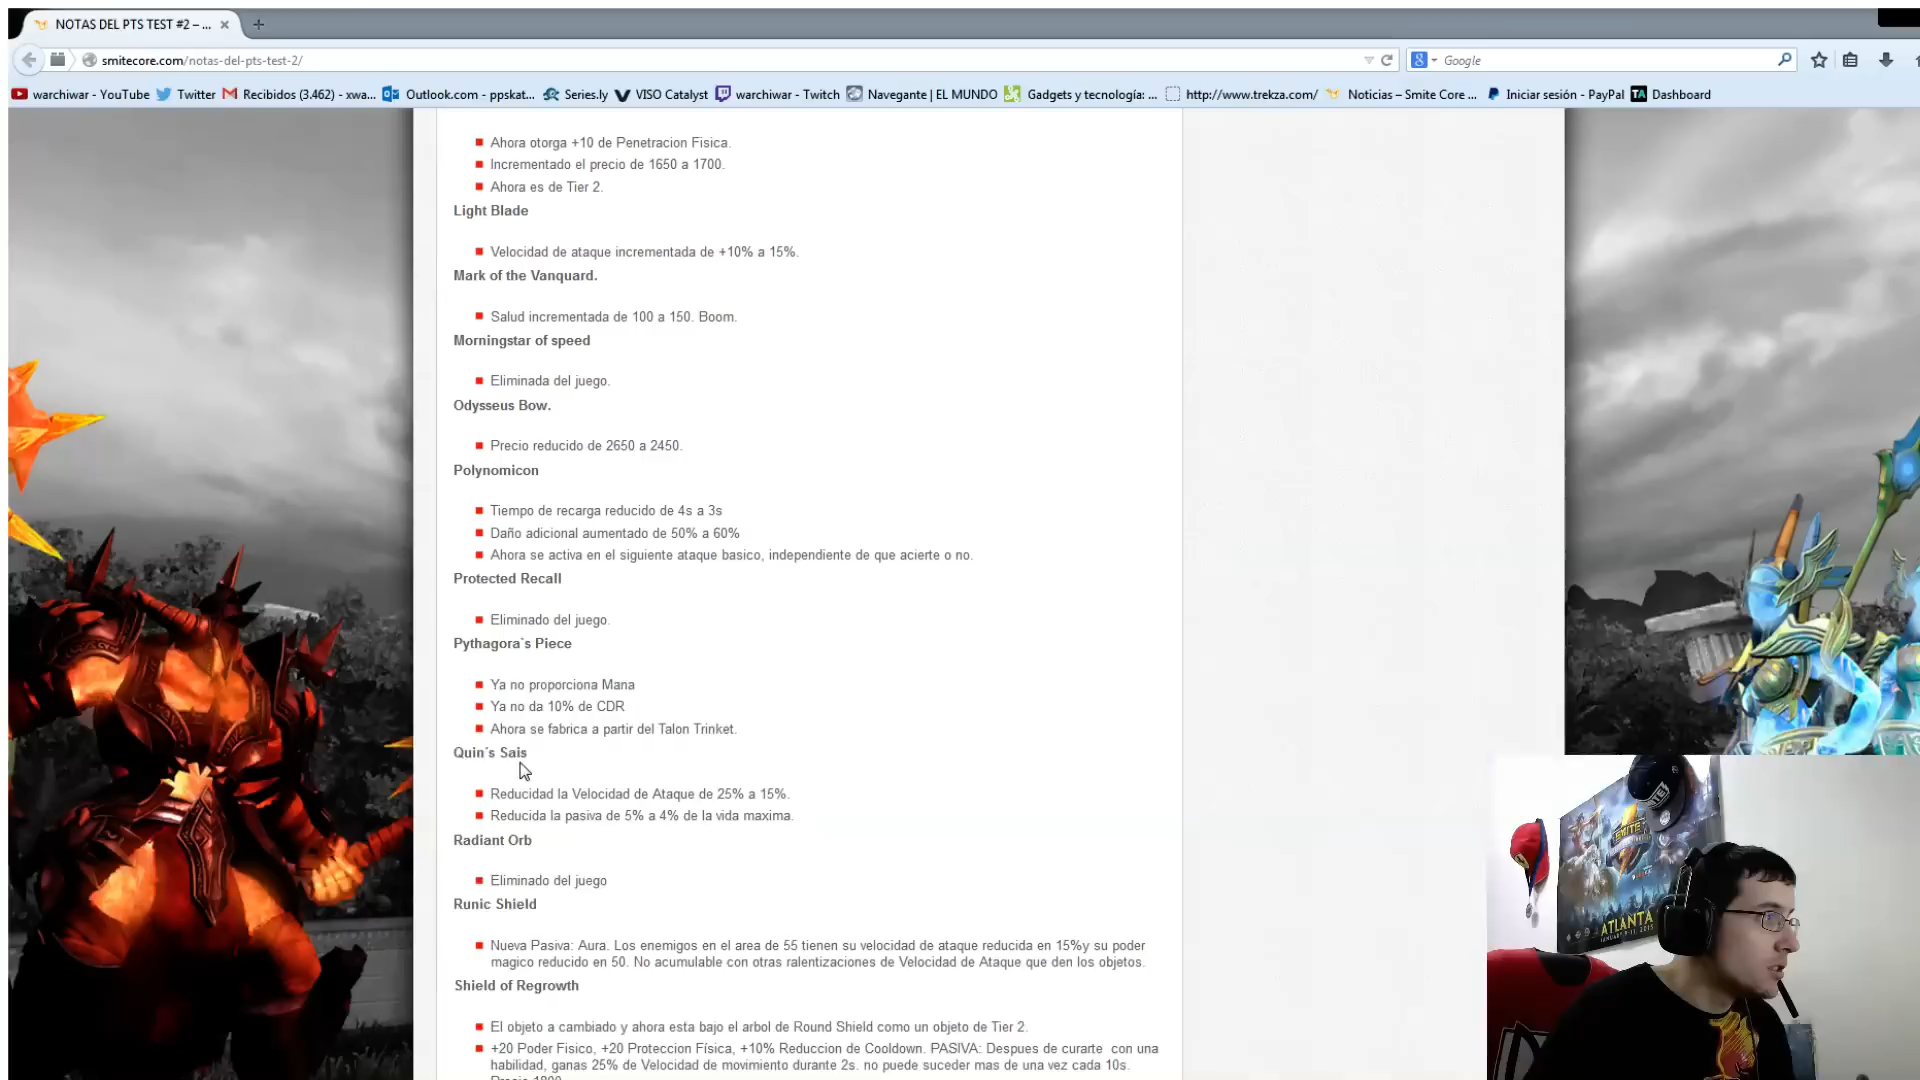 NOTAS DEL PTS TEST #2 – ...
smitecore.com/notas-del-pts-test-2/
Google
warchiwar - YouTube
Twitter
Recibidos (3.462) - xwa...
Outlook.com - ppskat...
Series.ly
VISO Catalyst
warchiwar - Twitch
Navegante | EL MUNDO
Gadgets y tecnología: ...
http://www.trekza.com/
Noticias – Smite Core ...
Iniciar sesión - PayPal
Dashboard
Ahora otorga +10 de Penetracion Fisica.
Incrementado el precio de 1650 a 1700.
Ahora es de Tier 2.
Light Blade
Velocidad de ataque incrementada de +10% a 15%.
Mark of the Vanquard.
Salud incrementada de 100 a 150. Boom.
Morningstar of speed
Eliminada del juego.
Odysseus Bow.
Precio reducido de 2650 a 2450.
Polynomicon
Tiempo de recarga reducido de 4s a 3s
Daño adicional aumentado de 50% a 60%
Ahora se activa en el siguiente ataque basico, independiente de que acierte o no.
Protected Recall
Eliminado del juego.
Pythagora`s Piece
Ya no proporciona Mana
Ya no da 10% de CDR
Ahora se fabrica a partir del Talon Trinket.
Quin´s Sais
Reducidad la Velocidad de Ataque de 25% a 15%.
Reducida la pasiva de 5% a 4% de la vida maxima.
Radiant Orb
Eliminado del juego
Runic Shield
Nueva Pasiva: Aura. Los enemigos en el area de 55 tienen su velocidad de ataque reducida en 15%y su poder
magico reducido en 50. No acumulable con otras ralentizaciones de Velocidad de Ataque que den los objetos.
Shield of Regrowth
El objeto a cambiado y ahora esta bajo el arbol de Round Shield como un objeto de Tier 2.
+20 Poder Fisico, +20 Proteccion Física, +10% Reduccion de Cooldown. PASIVA: Despues de curarte con una
habilidad, ganas 25% de Velocidad de movimiento durante 2s. no puede suceder mas de una vez cada 10s.
SMITE
ATLANTA
JANUARY 9-11, 2015